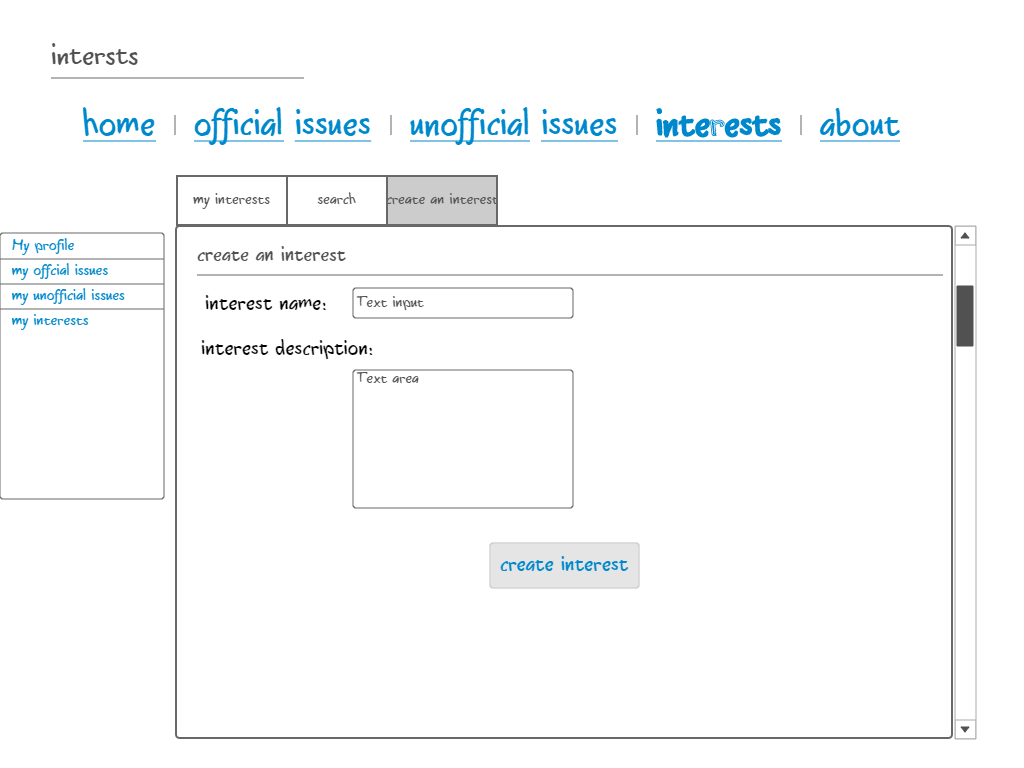 intersts
home | official issues | unofficial issues | interests | about
my interests search create an interest
My profile
my offcial issues
my unofficial issues
my interests
create an interest
interest name: Text input
interest description:
Text area
create interest